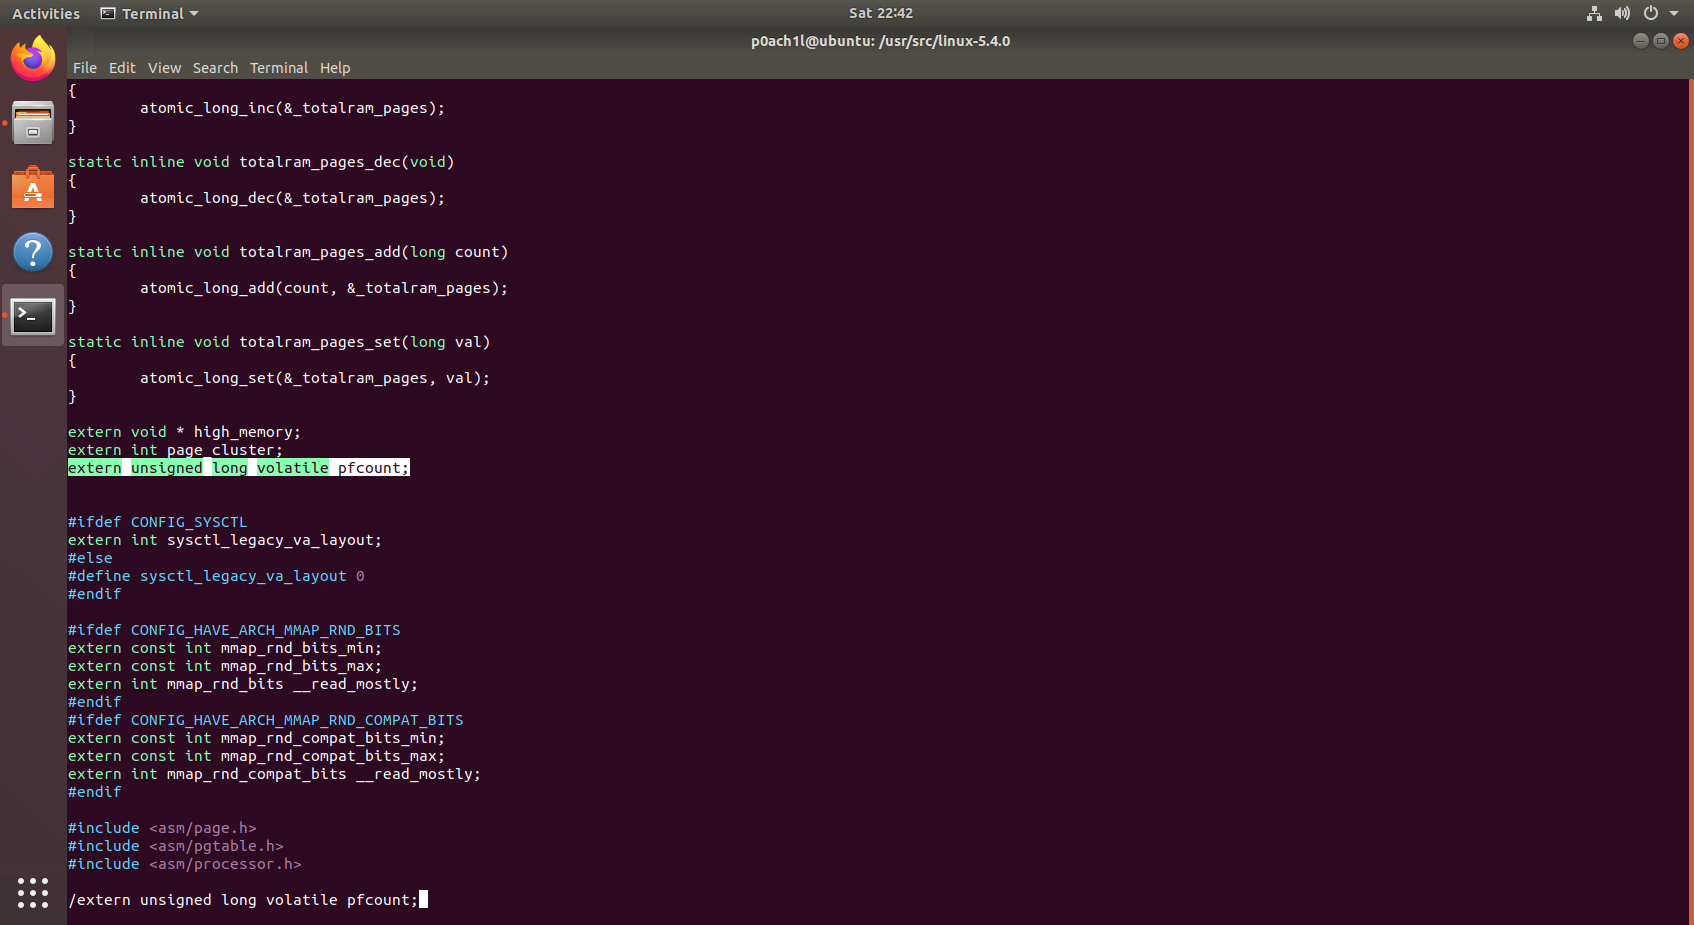 Activities Terminal Sat 22:42
p0ach1l@ubuntu: /usr/src/linux-5.4.0
File Edit View Search Terminal Help
{
        atomic_long_inc(&_totalram_pages);
}

static inline void totalram_pages_dec(void)
{
        atomic_long_dec(&_totalram_pages);
}

static inline void totalram_pages_add(long count)
{
        atomic_long_add(count, &_totalram_pages);
}

static inline void totalram_pages_set(long val)
{
        atomic_long_set(&_totalram_pages, val);
}

extern void * high_memory;
extern int page_cluster;
extern unsigned long volatile pfcount;


#ifdef CONFIG_SYSCTL
extern int sysctl_legacy_va_layout;
#else
#define sysctl_legacy_va_layout 0
#endif

#ifdef CONFIG_HAVE_ARCH_MMAP_RND_BITS
extern const int mmap_rnd_bits_min;
extern const int mmap_rnd_bits_max;
extern int mmap_rnd_bits __read_mostly;
#endif
#ifdef CONFIG_HAVE_ARCH_MMAP_RND_COMPAT_BITS
extern const int mmap_rnd_compat_bits_min;
extern const int mmap_rnd_compat_bits_max;
extern int mmap_rnd_compat_bits __read_mostly;
#endif

#include <asm/page.h>
#include <asm/pgtable.h>
#include <asm/processor.h>

/extern unsigned long volatile pfcount;